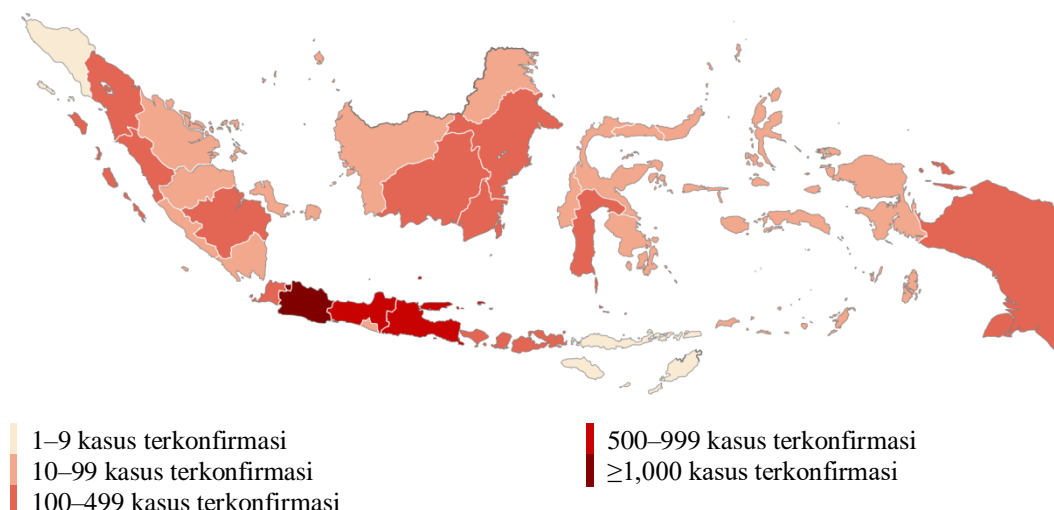 1–9 kasus terkonfirmasi
10–99 kasus terkonfirmasi
100–499 kasus terkonfirmasi
500–999 kasus terkonfirmasi
≥1,000 kasus terkonfirmasi